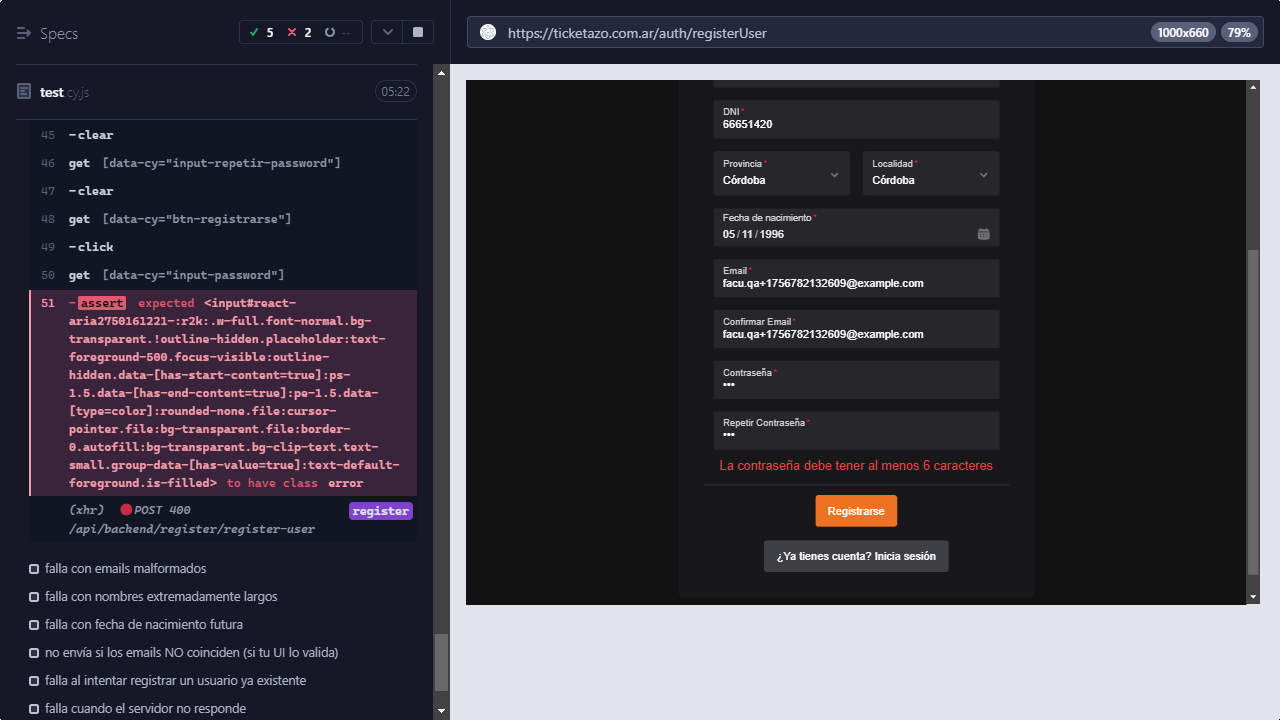 Specs
5
2
--
https://ticketazo.com.ar/auth/registerUser
1000x660
79%
test.cy.js
05:22
45 -clear
46 get [data-cy="input-repetir-password"]
47 -clear
48 get [data-cy="btn-registrarse"]
49 -click
50 get [data-cy="input-password"]
51 -assert expected <input#react-
aria2750161221-:r2k:.w-full.font-normal.bg-
transparent.!outline-hidden.placeholder:text-
foreground-500.focus-visible:outline-
hidden.data-[has-start-content=true]:ps-
1.5.data-[has-end-content=true]:pe-1.5.data-
[type=color]:rounded-none.file:cursor-
pointer.file:bg-transparent.file:border-
0.autofill:bg-transparent.bg-clip-text.text-
small.group-data-[has-value=true]:text-default-
foreground.is-filled> to have class error
(xhr) POST 400
/api/backend/register/register-user
register
falla con emails malformados
falla con nombres extremadamente largos
falla con fecha de nacimiento futura
no envía si los emails NO coinciden (si tu UI lo valida)
falla al intentar registrar un usuario ya existente
falla cuando el servidor no responde
DNI*
66651420
Provincia*
Córdoba
Localidad*
Córdoba
Fecha de nacimiento*
05 / 11 / 1996
Email*
facu.qa+1756782132609@example.com
Confirmar Email*
facu.qa+1756782132609@example.com
Contraseña*
•••
Repetir Contraseña*
•••
La contraseña debe tener al menos 6 caracteres
Registrarse
¿Ya tienes cuenta? Inicia sesión